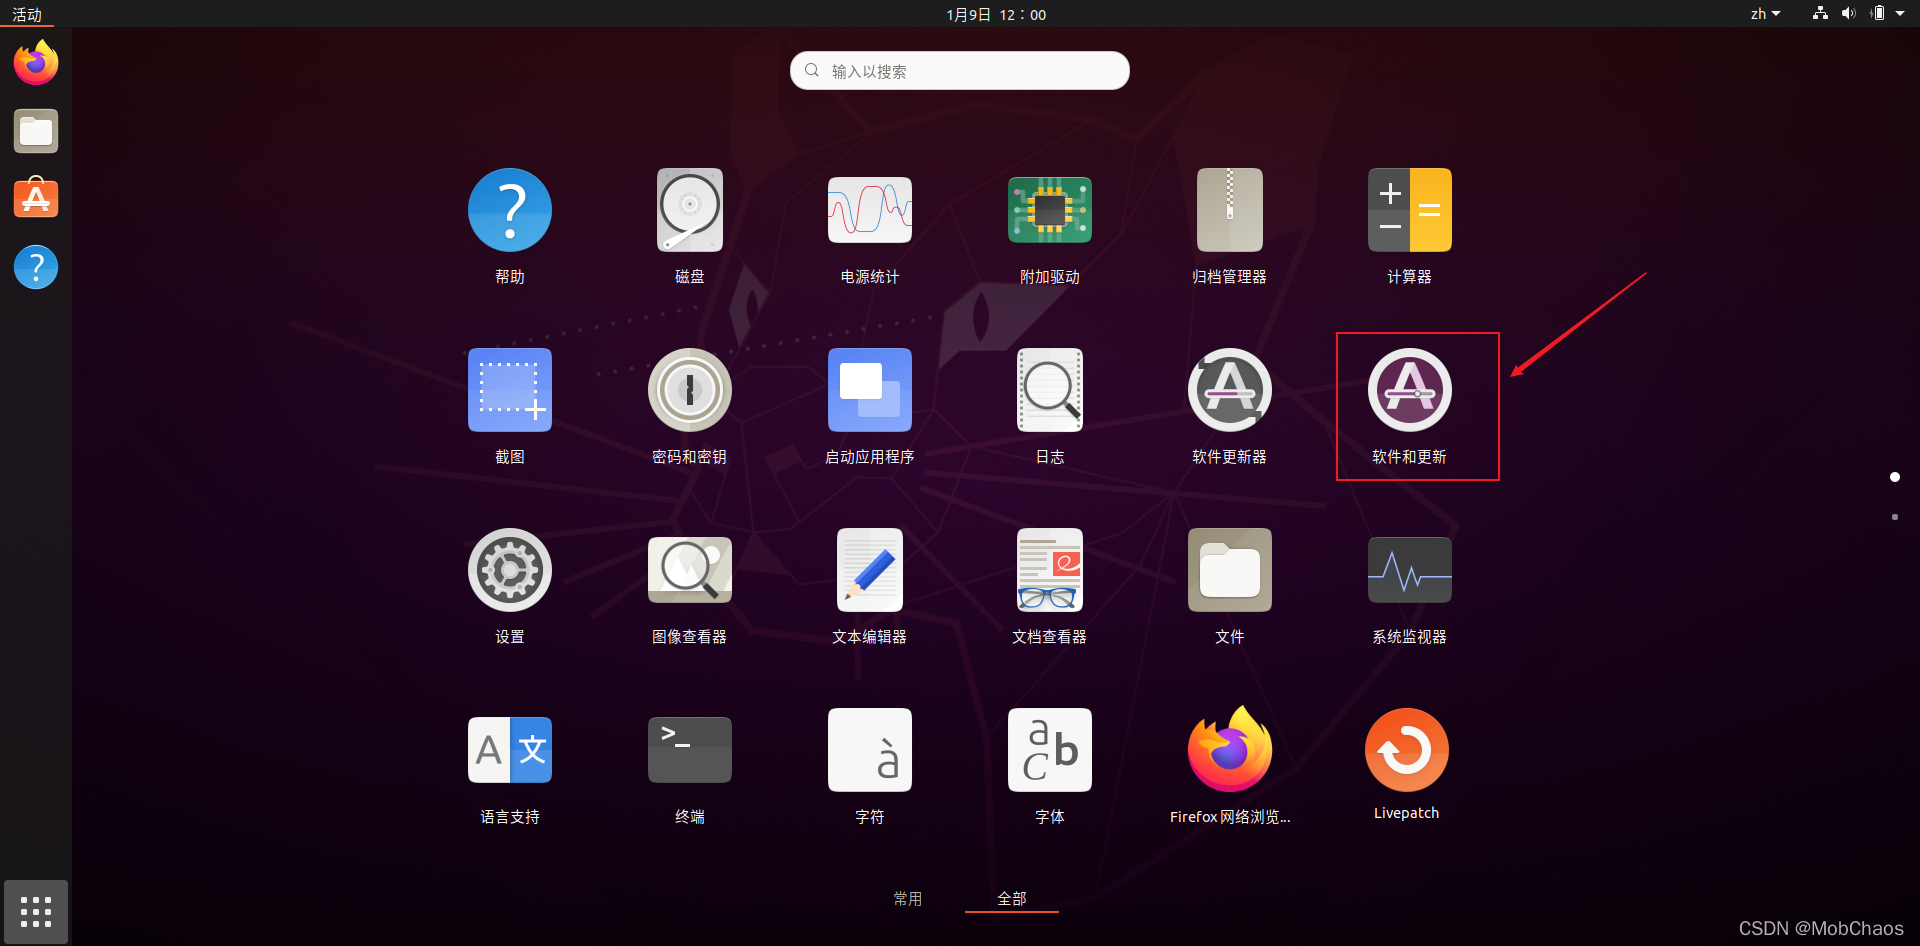 活动
1月9日 12：00
zh
输入以搜索
帮助
磁盘
电源统计
附加驱动
归档管理器
计算器
截图
密码和密钥
启动应用程序
日志
软件更新器
软件和更新
设置
图像查看器
文本编辑器
文档查看器
文件
系统监视器
语言支持
终端
字符
字体
Firefox 网络浏览...
Livepatch
常用
全部
CSDN @MobChaos